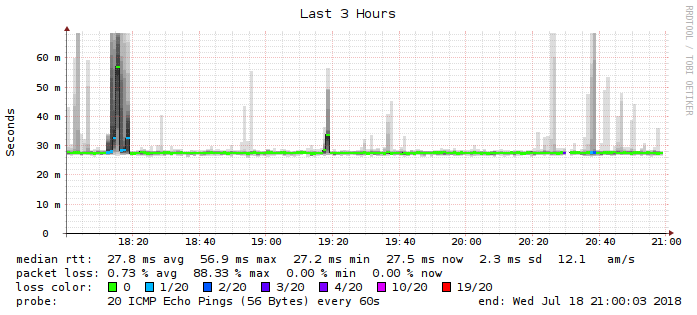 Last 3 Hours
RRDTOOL / TOBI OETIKER
Seconds
60 m
50 m
40 m
30 m
20 m
10 m
0
18:20 18:40 19:00 19:20 19:40 20:00 20:20 20:40 21:00
median rtt: 27.8 ms avg 56.9 ms max 27.2 ms min 27.5 ms now 2.3 ms sd 12.1 am/s
packet loss: 0.73 % avg 88.33 % max 0.00 % min 0.00 % now
loss color: 0 1/20 2/20 3/20 4/20 10/20 19/20
probe: 20 ICMP Echo Pings (56 Bytes) every 60s end: Wed Jul 18 21:00:03 2018